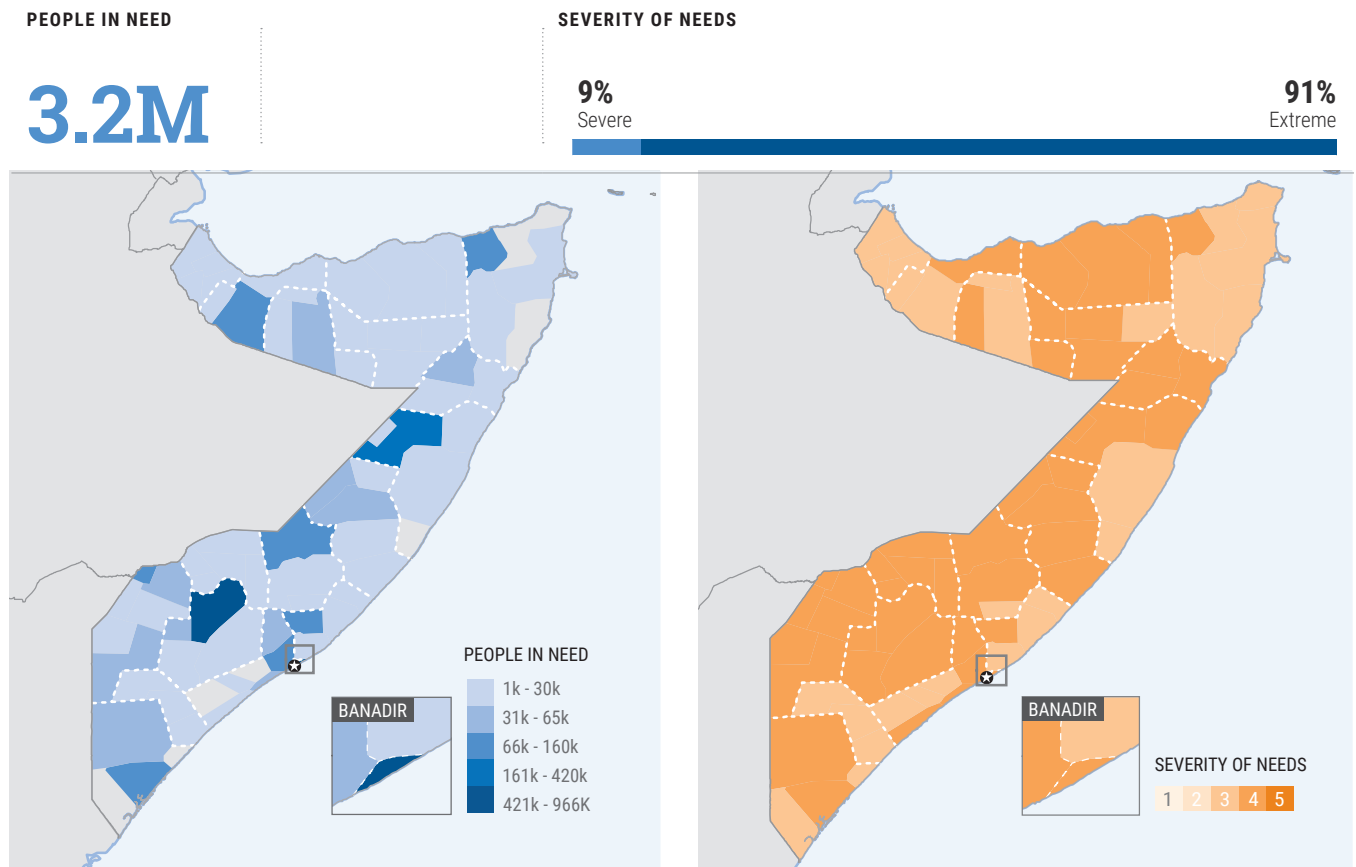 PEOPLE IN NEED
3.2M
SEVERITY OF NEEDS
9%
Severe
91%
Extreme
BANADIR
PEOPLE IN NEED
1k - 30k
31k - 65k
66k - 160k
161k - 420k
421k - 966K
BANADIR
SEVERITY OF NEEDS
1 2 3 4 5